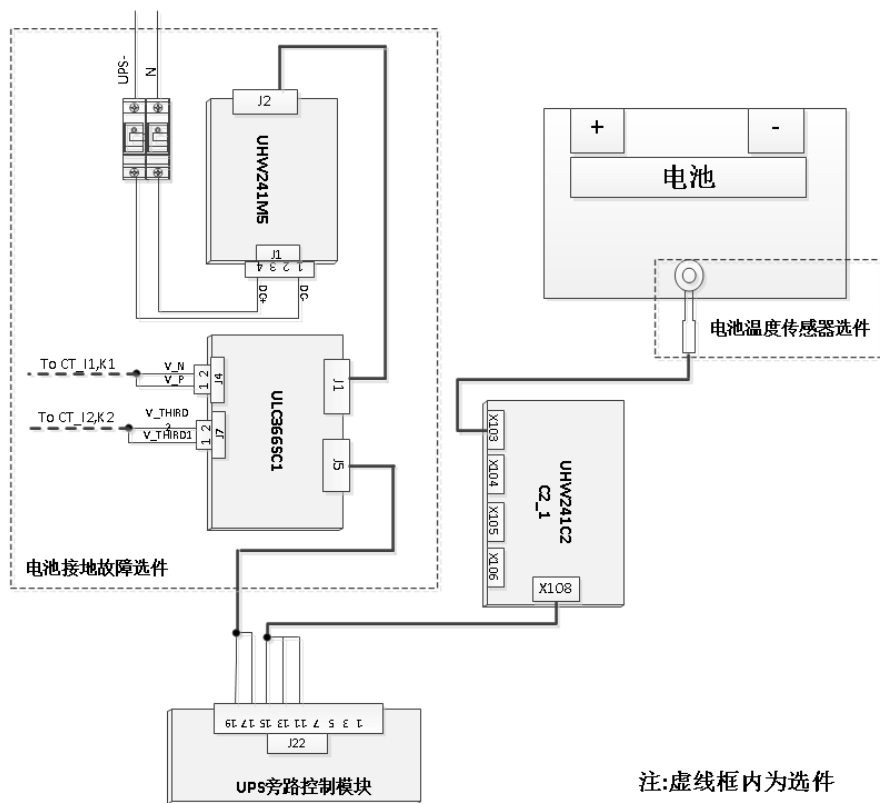 UPS-
N
J2
UHW241M5
J1
4 3 2 1
DC+
DC-
+
-
电池
电池温度传感器选件
To CT_I1,K1
V_N
V_P
1 2
J4
To CT_I2,K2
V_THIRD
2
V_THIRD1
1 2
J7
ULC366SC1
J1
J5
电池接地故障选件
X103
X104
X105
X106
UHW241C2
C2_1
X108
19 17 15 13 11 7 5 3 1
J22
UPS旁路控制模块
注:虚线框内为选件